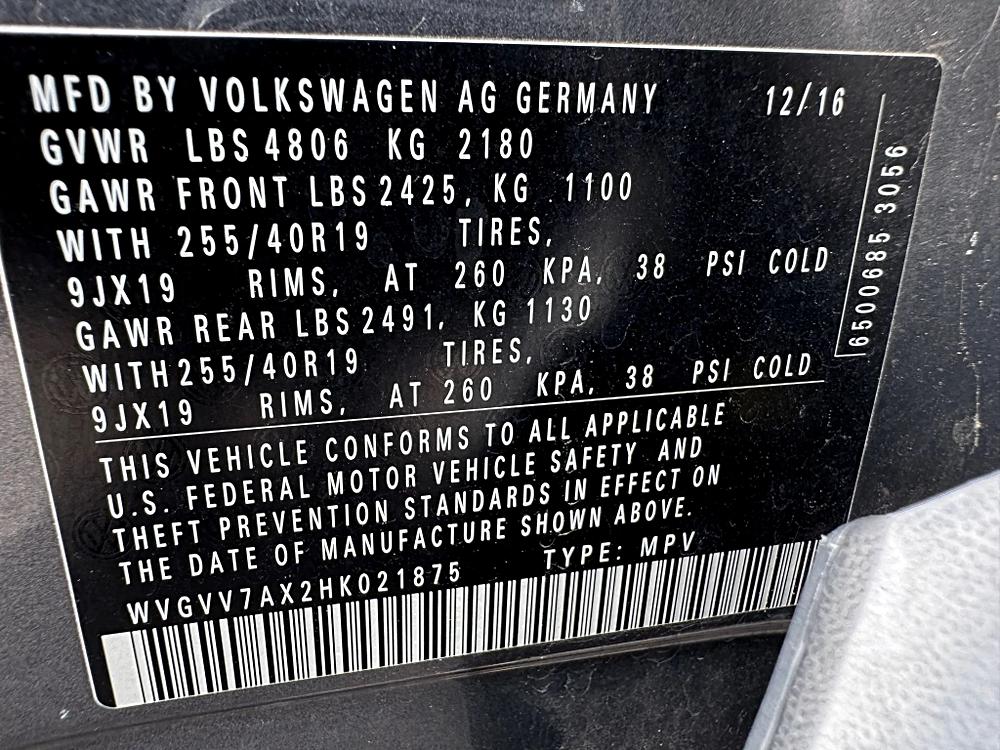 MFD BY VOLKSWAGEN AG GERMANY 12/16
GVWR LBS 4806 KG 2180
GAWR FRONT LBS 2425, KG 1100
WITH 255/40R19 TIRES,
9JX19 RIMS, AT 260 KPA, 38 PSI COLD
GAWR REAR LBS 2491, KG 1130
WITH 255/40R19 TIRES,
9JX19 RIMS, AT 260 KPA, 38 PSI COLD
THIS VEHICLE CONFORMS TO ALL APPLICABLE
U.S. FEDERAL MOTOR VEHICLE SAFETY AND
THEFT PREVENTION STANDARDS IN EFFECT ON
THE DATE OF MANUFACTURE SHOWN ABOVE.
WVGVV7AX2HK021875 TYPE: MPV
6500685 3056